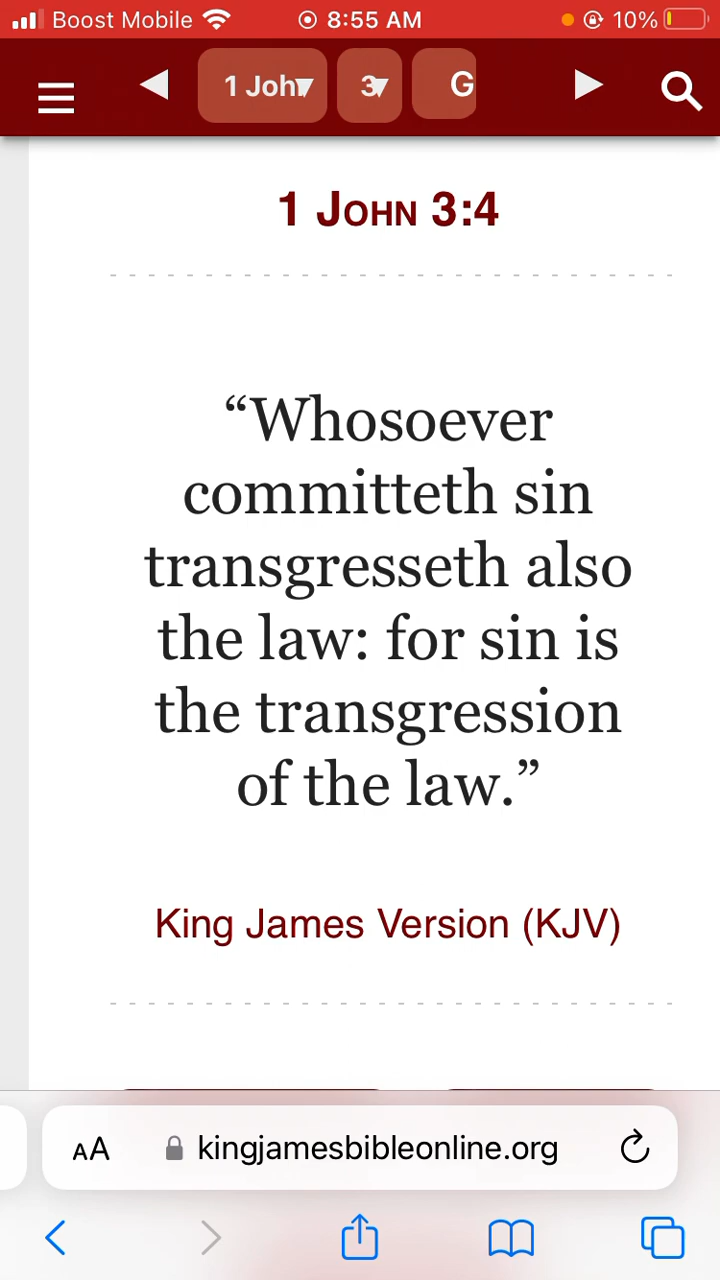 Boost Mobile 8:55 AM 10%
1 Joh 3 G
1 John 3:4
“Whosoever
committeth sin
transgresseth also
the law: for sin is
the transgression
of the law.”
King James Version (KJV)
AA kingjamesbibleonline.org